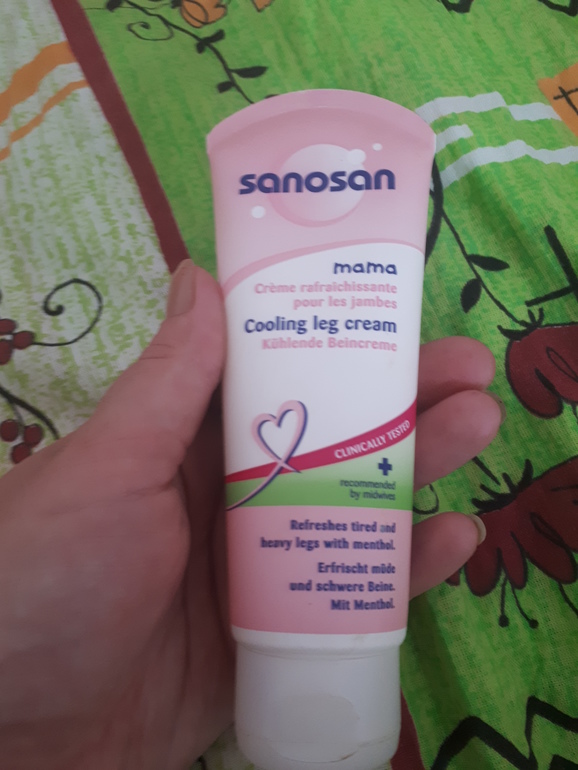 sanosan
mama
Crème rafraîchissante
pour les jambes
Cooling leg cream
Kühlende Beincreme
CLINICALLY TESTED
recommended
by midwives
Refreshes tired and
heavy legs with menthol.
Erfrischt müde
und schwere Beine.
Mit Menthol.